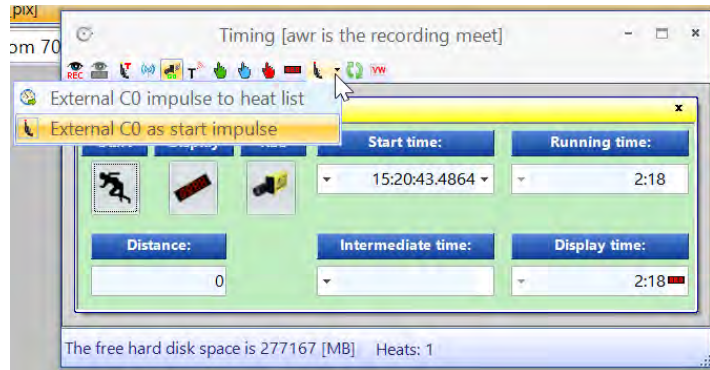 pix]
om 70
Timing [awr is the recording meet]
REC T VW
External C0 impulse to heat list
External C0 as start impulse
x
Start time:
Running time:
15:20:43.4864
2:18
Distance:
Intermediate time:
Display time:
0
2:18
The free hard disk space is 277167 [MB] Heats: 1